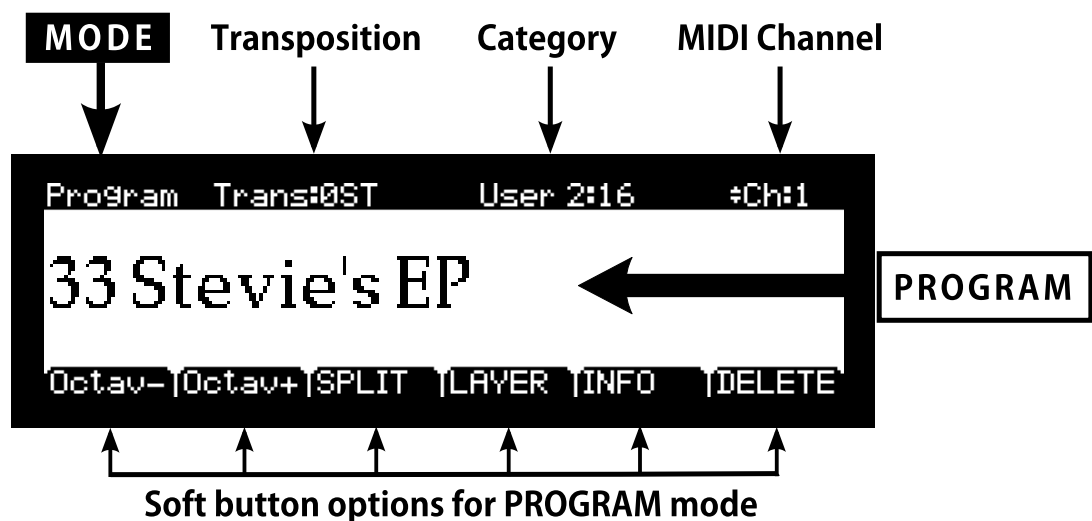 MODE Transposition Category MIDI Channel
Program Trans:0ST User 2:16 Ch:1
33 Stevie's EP
PROGRAM
Octav- Octav+ SPLIT LAYER INFO DELETE
Soft button options for PROGRAM mode